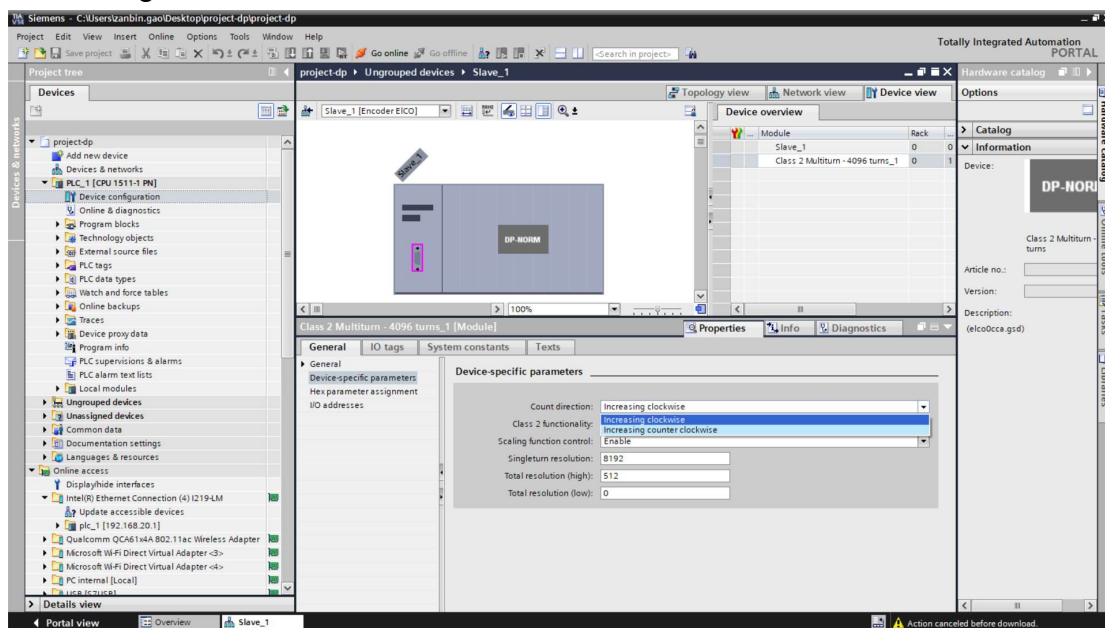 Siemens - C:\Users\zanbin.gao\Desktop\project-dp\project-dp
Project Edit View Insert Online Options Tools Window Help
Totally Integrated Automation
PORTAL
Save project
Go online
Go offline
<Search in project>
Project tree
project-dp ▸ Ungrouped devices ▸ Slave_1
Hardware catalog
Devices
Topology view
Network view
Device view
Options
Slave_1 [Encoder ElCO]
Device overview
... Module Rack ...
Slave_1 0 0
Class 2 Multiturn - 4096 turns_1 0 1
Slave_1
DP-NORM
100%
project-dp
Add new device
Devices & networks
PLC_1 [CPU 1511-1 PN]
Device configuration
Online & diagnostics
Program blocks
Technology objects
External source files
PLC tags
PLC data types
Watch and force tables
Online backups
Traces
Device proxy data
Program info
PLC supervisions & alarms
PLC alarm text lists
Local modules
Ungrouped devices
Unassigned devices
Common data
Documentation settings
Languages & resources
Online access
Display/hide interfaces
Intel(R) Ethernet Connection (4) I219-LM
Update accessible devices
plc_1 [192.168.20.1]
Qualcomm QCA61x4A 802.11ac Wireless Adapter
Microsoft Wi-Fi Direct Virtual Adapter <3>
Microsoft Wi-Fi Direct Virtual Adapter <4>
PC internal [Local]
USB [S7USB]
Details view
Class 2 Multiturn - 4096 turns_1 [Module]
Properties
Info
Diagnostics
General IO tags System constants Texts
General
Device-specific parameters
Hex parameter assignment
I/O addresses
Device-specific parameters
Count direction: Increasing clockwise
Increasing clockwise
Class 2 functionality:
Increasing counter clockwise
Scaling function control: Enable
Singleturn resolution: 8192
Total resolution (high): 512
Total resolution (low): 0
Catalog
Information
Device:
DP-NORM
Class 2 Multiturn -
turns
Article no.:
Version:
Description:
(elco0cca.gsd)
Devices & networks
Hardware catalog
Online tools
Tasks
Libraries
Portal view
Overview
Slave_1
Action canceled before download.